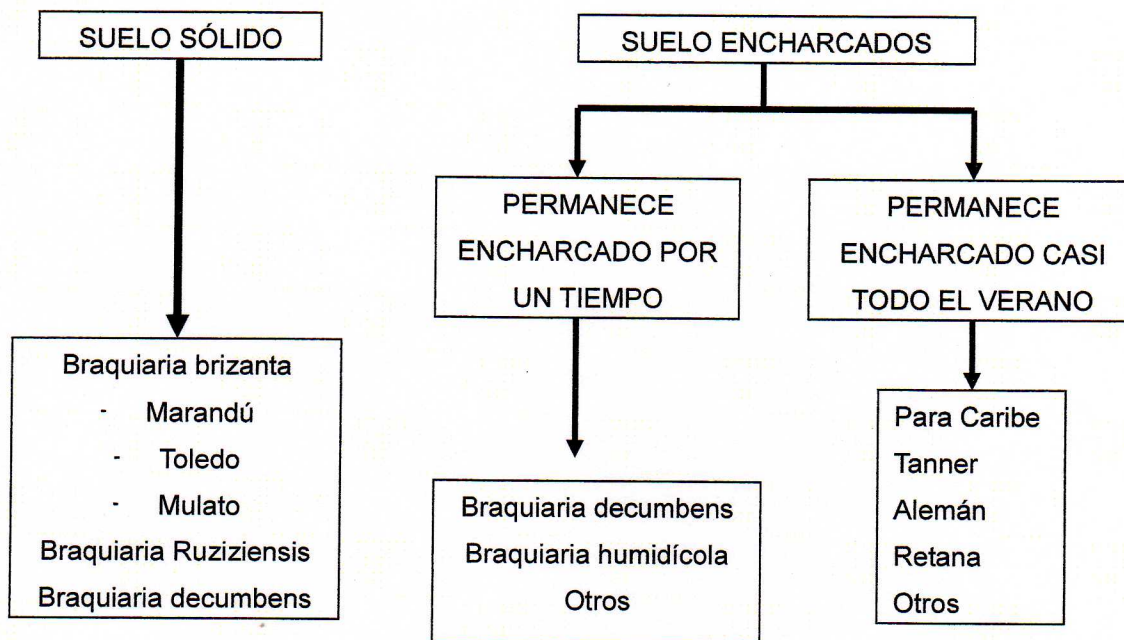 SUELO SÓLIDO
Braquiaria brizanta
- Marandú
- Toledo
- Mulato
Braquiaria Ruziziensis
Braquiaria decumbens
SUELO ENCHARCADOS
PERMANECE
ENCHARCADO POR
UN TIEMPO
Braquiaria decumbens
Braquiaria humidícola
Otros
PERMANECE
ENCHARCADO CASI
TODO EL VERANO
Para Caribe
Tanner
Alemán
Retana
Otros